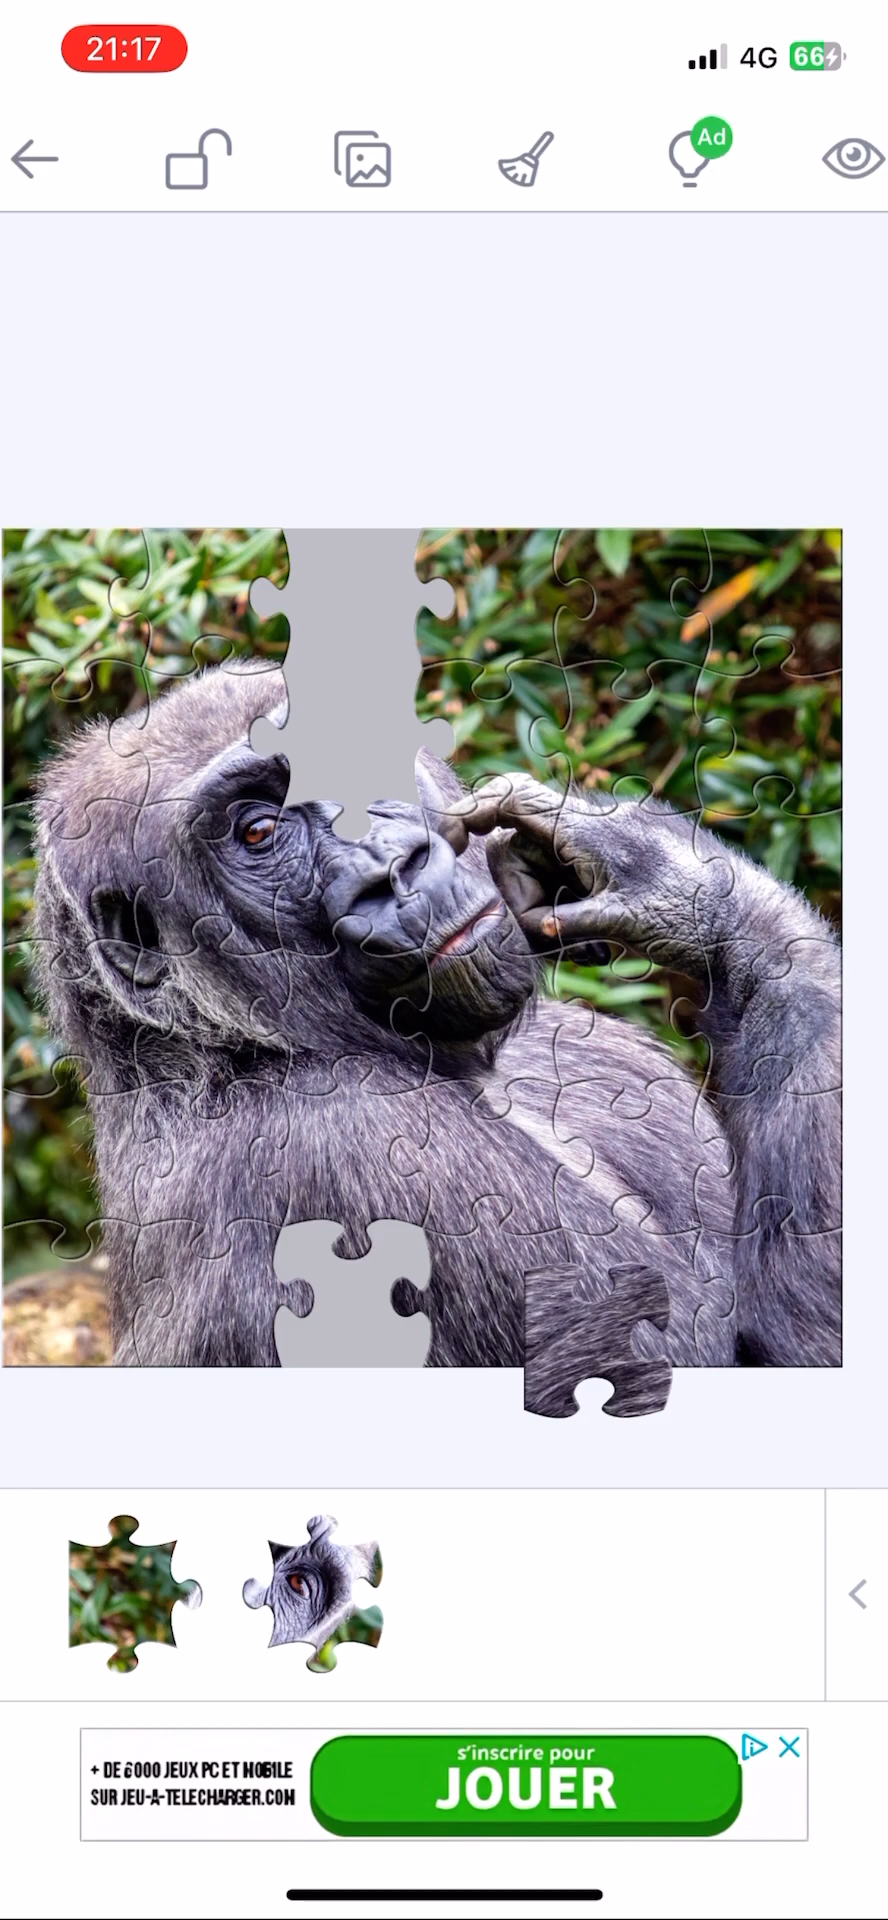 21:17
4G
66
Ad
+ DE 6000 JEUX PC ET MOBILE
SUR JEU-A-TELECHARGER.COM
s'inscrire pour
JOUER